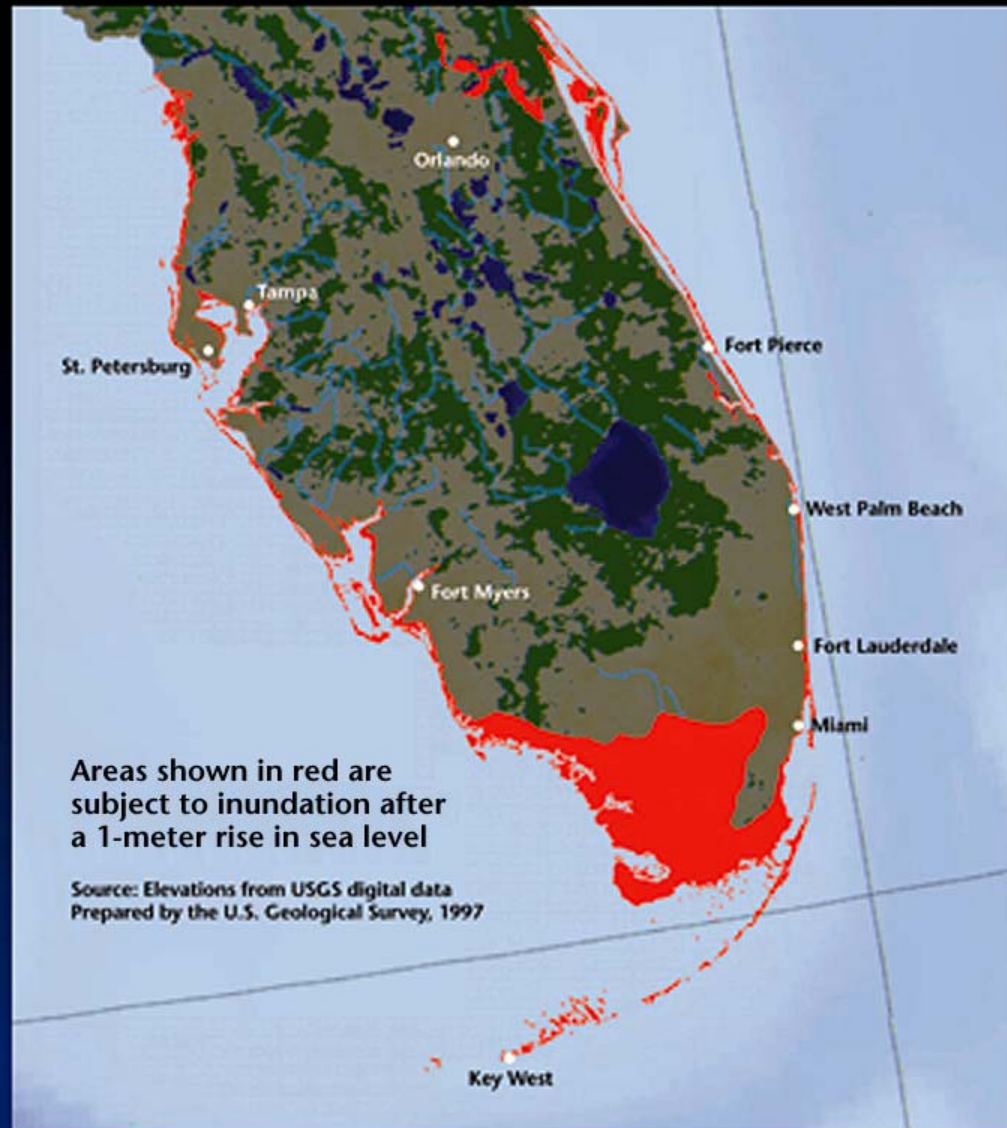 Orlando
Tampa
St. Petersburg
Fort Pierce
West Palm Beach
Fort Myers
Fort Lauderdale
Miami
Areas shown in red are
subject to inundation after
a 1-meter rise in sea level
Source: Elevations from USGS digital data
Prepared by the U.S. Geological Survey, 1997
Key West